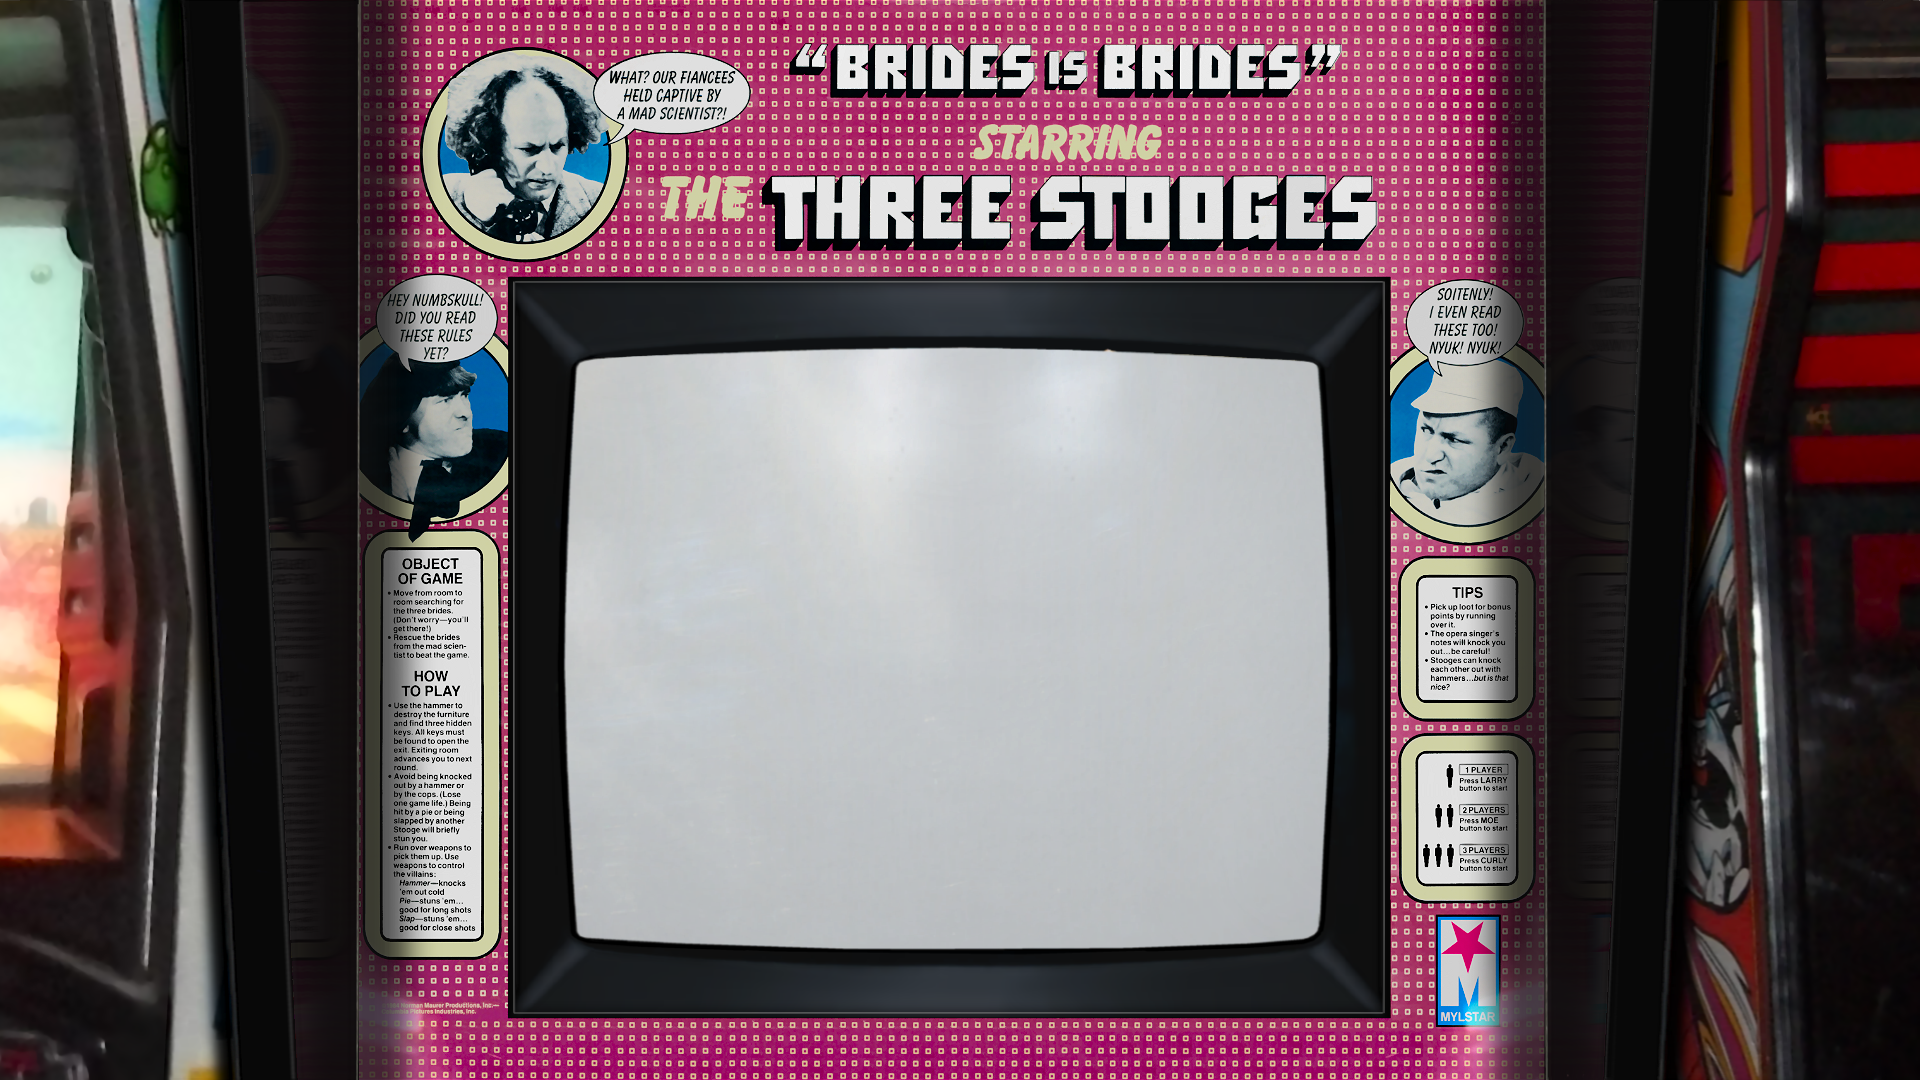 "BRIDES IS BRIDES"
STARRING
THE THREE STOOGES
WHAT? OUR FIANCEES
HELD CAPTIVE BY
A MAD SCIENTIST?!
HEY NUMBSKULL!
DID YOU READ
THESE RULES
YET?
OBJECT
OF GAME
• Move from room to
room searching for
the three brides.
(Don't worry—you'll
get there!)
• Rescue the brides
from the mad scien-
tist to beat the game.
HOW
TO PLAY
• Use the hammer to
destroy the furniture
and find three hidden
keys. All keys must
be found to open the
exit. Exiting room
advances you to next
round.
• Avoid being knocked
out by a hammer or
by the cops. (Lose
one game life.) Being
hit by a pie or being
slapped by another
Stooge will briefly
stun you.
• Run over weapons to
pick them up. Use
weapons to control
the villains:
Hammer—knocks
'em out cold
Pie—stuns 'em...
good for long shots
Slap—stuns 'em...
good for close shots
Norman Maurer Productions, Inc.—
Pictures Industries, Inc.
SOITENLY!
I EVEN READ
THESE TOO!
NYUK! NYUK!
TIPS
• Pick up loot for bonus
points by running
over it.
• The opera singer's
notes will knock you
out...be careful!
• Stooges can knock
each other out with
hammers...but is that
nice?
1 PLAYER
Press LARRY
button to start
2 PLAYERS
Press MOE
button to start
3 PLAYERS
Press CURLY
button to start
M
MYLSTAR